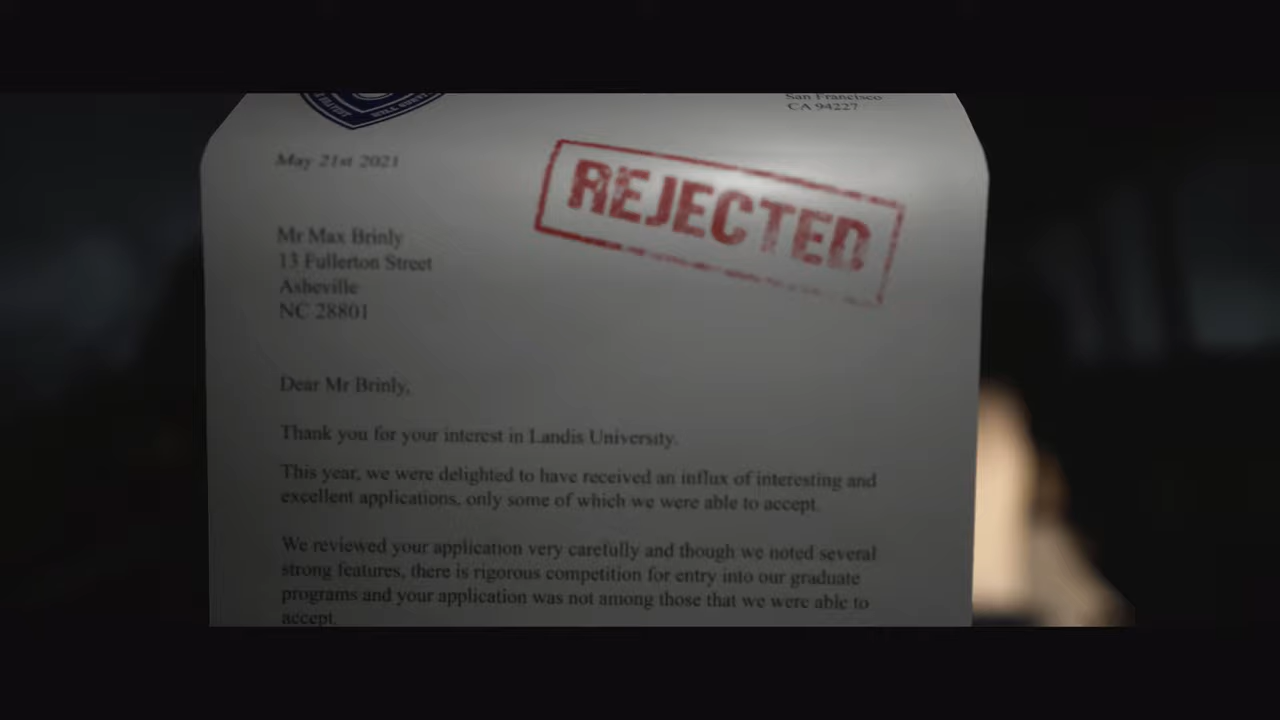 San Francisco
CA 94227
May 21st 2021
REJECTED
Mr Max Brinly
13 Fullerton Street
Asheville
NC 28801
Dear Mr Brinly,
Thank you for your interest in Landis University.
This year, we were delighted to have received an influx of interesting and
excellent applications, only some of which we were able to accept.
We reviewed your application very carefully and though we noted several
strong features, there is rigorous competition for entry into our graduate
programs and your application was not among those that we were able to
accept.